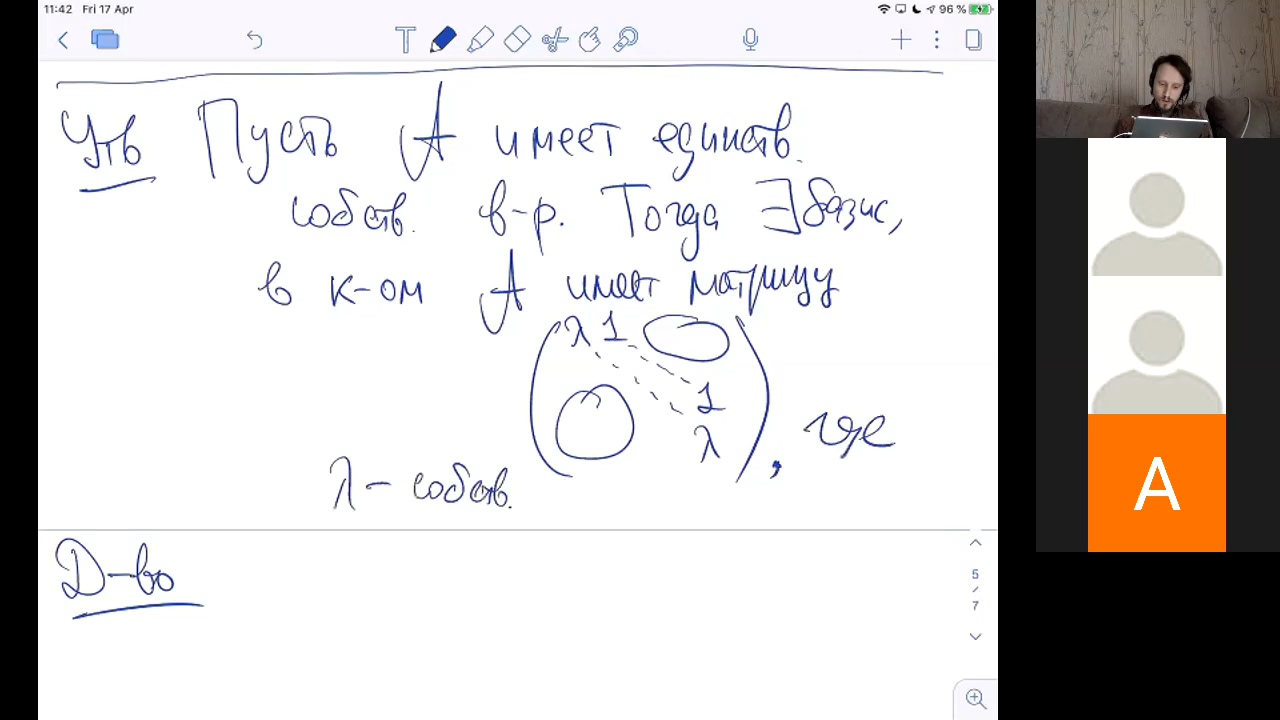 11:42 Fri 17 Apr
96 %
T
Утв Пусть A имеет единств.
собств. в-р. Тогда ∃ базис,
в к-ом A имеет матрицу
λ 1
1
λ
, где
λ – собств.
Д-во
5
/
7
A